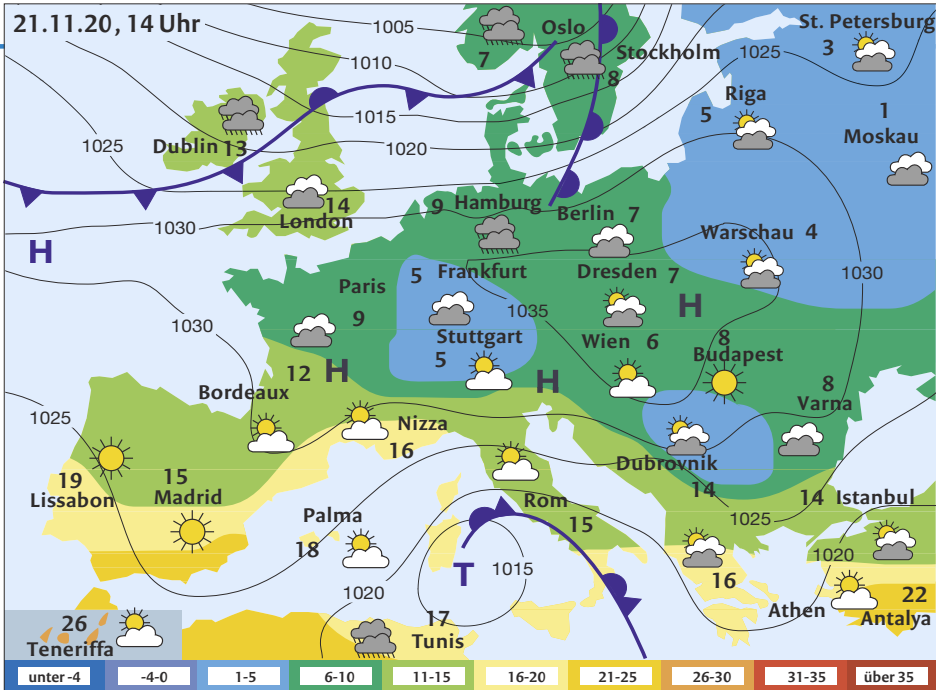 21.11.20, 14 Uhr
1005
Oslo
7
St. Petersburg
3
Stockholm
8
1025
1010
Riga
5
1
Moskau
1015
Dublin 13
1025
1020
14
London
9 Hamburg
Berlin 7
1030
H
Warschau 4
5 Frankfurt
Dresden 7
1030
Paris
9
H
1035
1030
Stuttgart
5
Wien 6
8
Budapest
12
H
H
Bordeaux
8
Varna
1025
Nizza
16
Dubrovnik
14
19
Lissabon
15
Madrid
Rom
15
14 Istanbul
1025
Palma
18
1020
T
1015
16
Athen
22
Antalya
1020
26
Teneriffa
17
Tunis
unter -4
-4-0
1-5
6-10
11-15
16-20
21-25
26-30
31-35
über 35